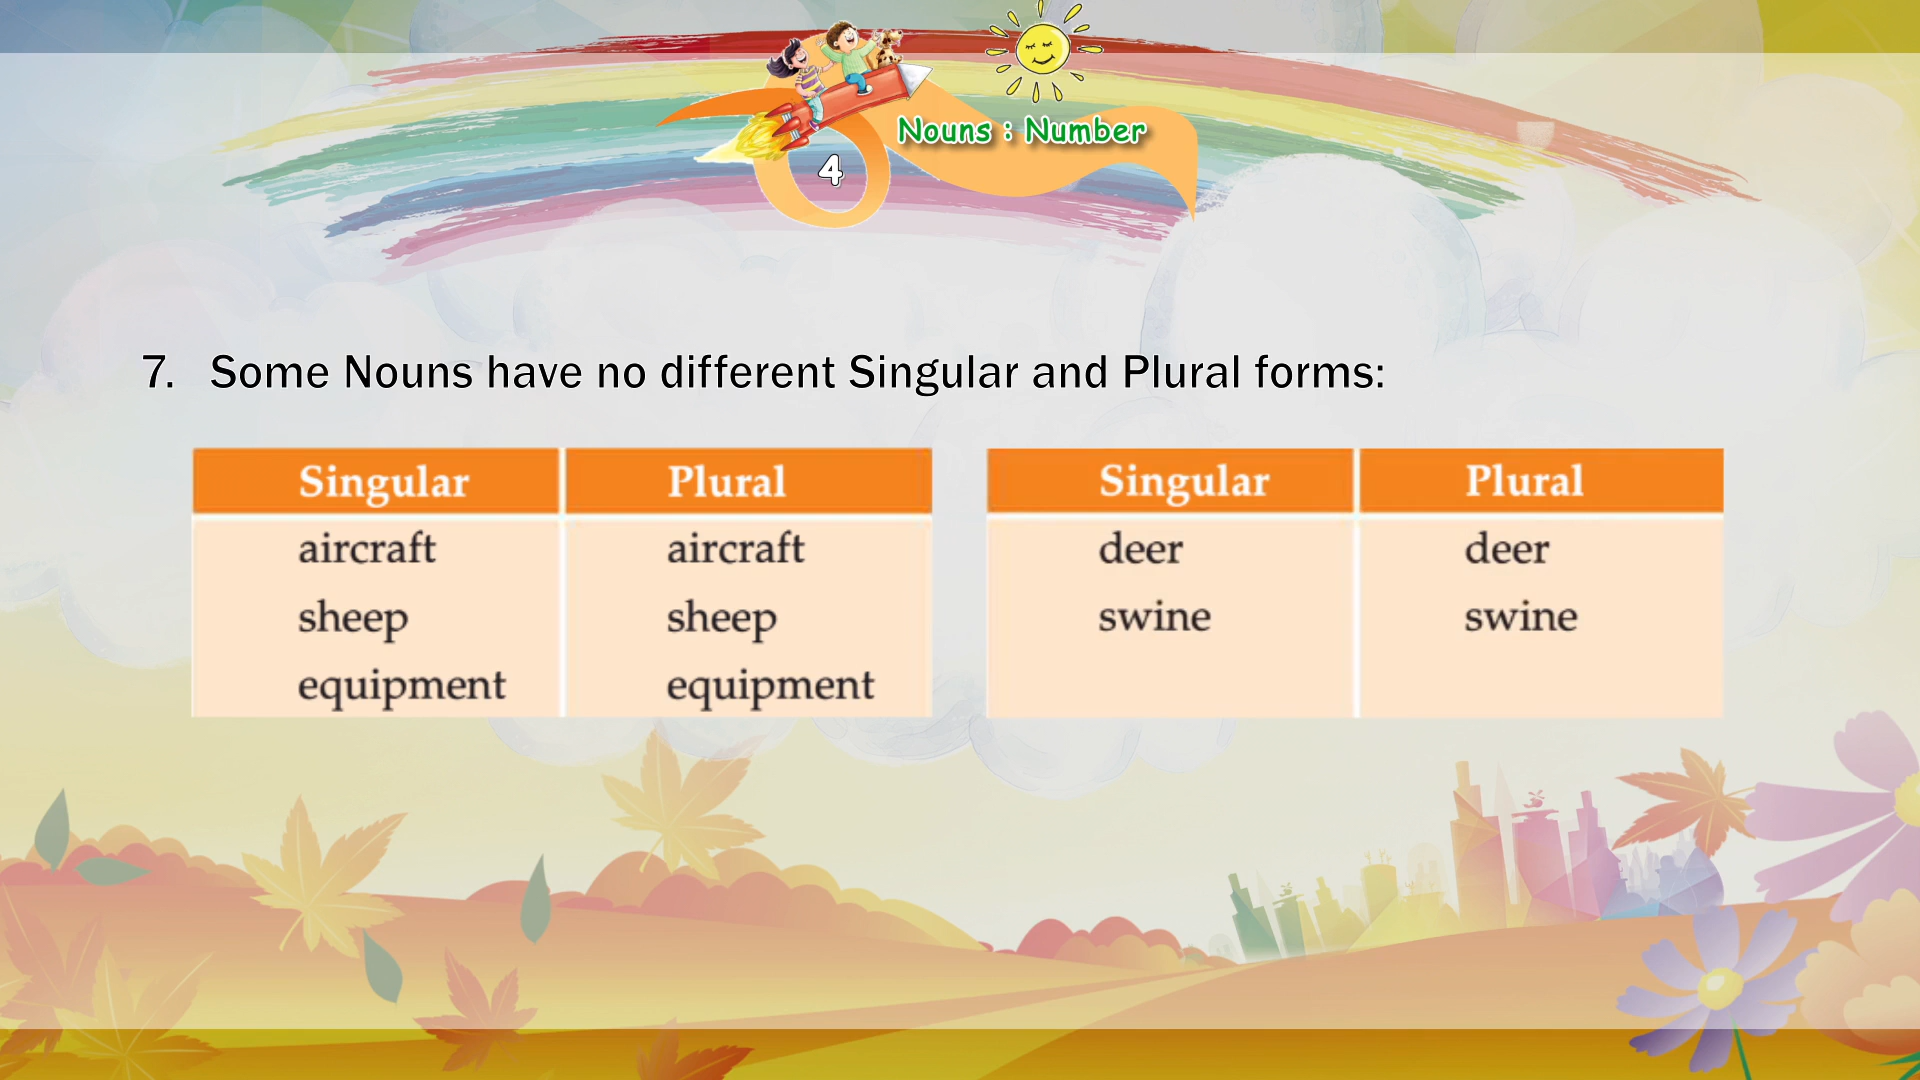 Nouns : Number
4
7. Some Nouns have no different Singular and Plural forms:
Singular Plural Singular Plural
aircraft aircraft deer deer
sheep sheep swine swine
equipment equipment